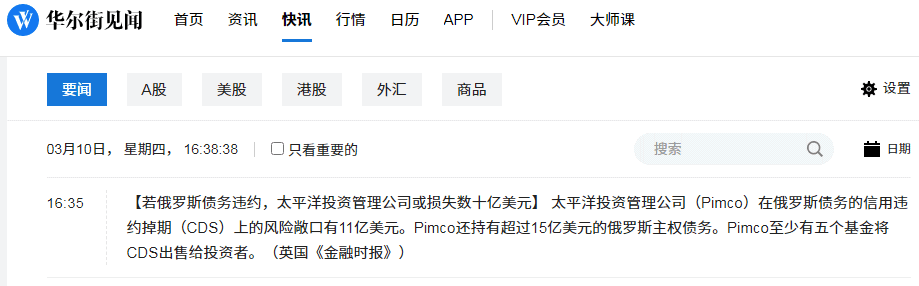 华尔街见闻 首页 资讯 快讯 行情 日历 APP VIP会员 大师课
要闻 A股 美股 港股 外汇 商品 设置
03月10日, 星期四, 16:38:38 只看重要的 搜索 日期
16:35 【若俄罗斯债务违约，太平洋投资管理公司或损失数十亿美元】 太平洋投资管理公司（Pimco）在俄罗斯债务的信用违
约掉期（CDS）上的风险敞口有11亿美元。Pimco还持有超过15亿美元的俄罗斯主权债务。Pimco至少有五个基金将
CDS出售给投资者。（英国《金融时报》）